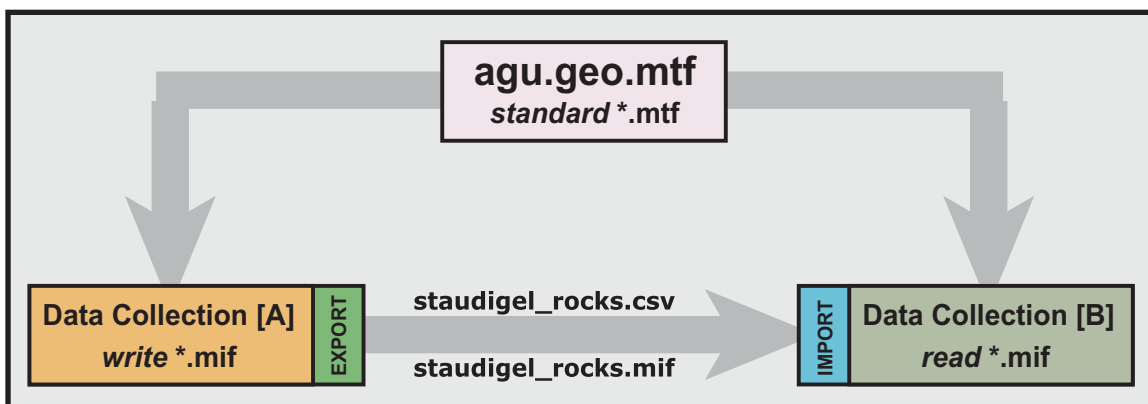 agu.geo.mtf
standard *.mtf
Data Collection [A]
write *.mif
EXPORT
staudigel_rocks.csv
staudigel_rocks.mif
IMPORT
Data Collection [B]
read *.mif